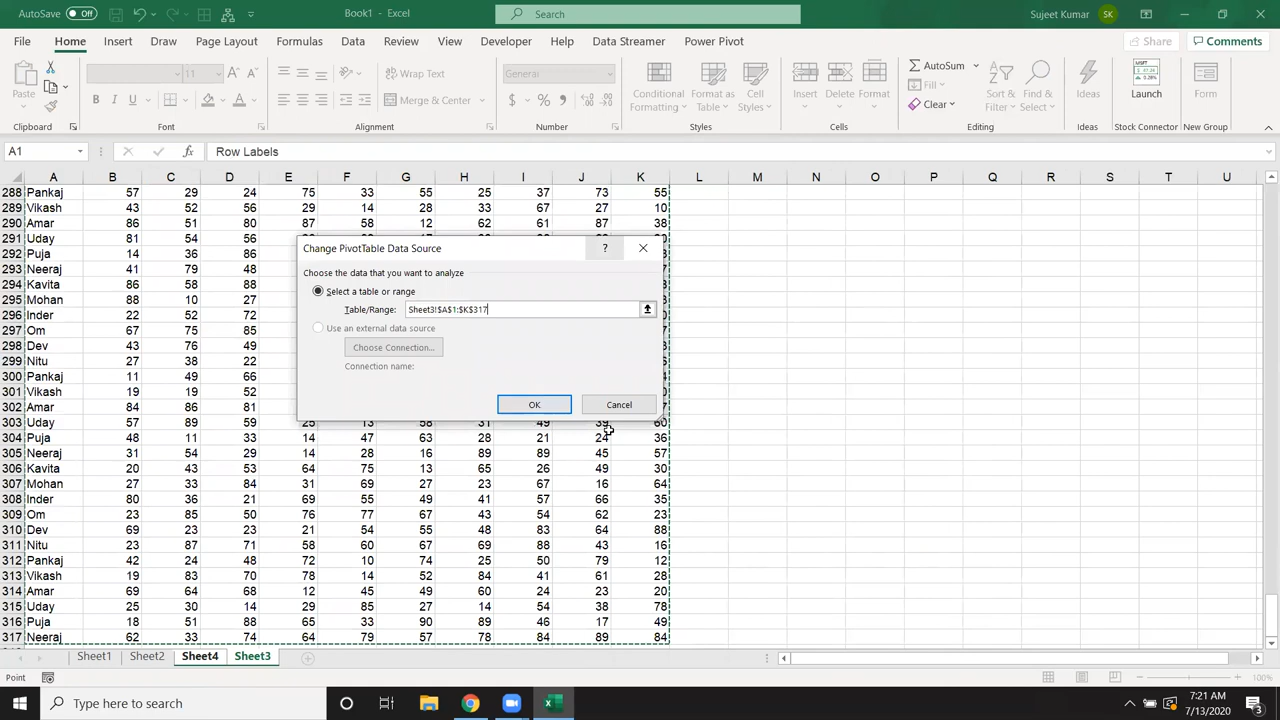 AutoSave Off Book1 - Excel Search Sujeet Kumar SK
File Home Insert Draw Page Layout Formulas Data Review View Developer Help Data Streamer Power Pivot Share Comments
Paste 11 Wrap Text General Conditional Formatting Format as Table Cell Styles Insert Delete Format AutoSum Fill Clear Sort & Filter Find & Select Ideas Launch Form
B I U Merge & Center $ % 
Clipboard Font Alignment Number Styles Cells Editing Ideas Stock Connector New Group
A1 fx Row Labels
A B C D E F G H I J K L M N O P Q R S T U
288 Pankaj 57 29 24 75 33 55 25 37 73 55
289 Vikash 43 52 56 29 14 28 33 67 27 10
290 Amar 86 51 80 87 58 12 62 61 87 38
291 Uday 81 54 56
292 Puja 14 36 86
293 Neeraj 41 79 48
294 Kavita 86 58 88
295 Mohan 88 10 27
296 Inder 22 52 72
297 Om 67 75 30
298 Dev 43 76 49
299 Nitu 27 38 22
300 Pankaj 11 49 66
301 Vikash 19 19 52
302 Amar 84 86 81
303 Uday 57 89 59 25 13 58 31 49 39 60
304 Puja 48 11 33 14 47 63 28 21 24 36
305 Neeraj 31 54 29 14 28 16 89 89 45 57
306 Kavita 20 43 53 64 75 13 65 26 49 30
307 Mohan 27 33 84 31 69 27 23 67 16 64
308 Inder 80 36 21 69 55 49 41 57 66 35
309 Om 23 85 50 76 77 67 43 54 62 23
310 Dev 69 23 23 21 54 55 48 83 64 88
311 Nitu 23 87 71 58 60 67 69 88 43 16
312 Pankaj 42 24 48 72 10 74 25 50 79 12
313 Vikash 19 83 70 78 14 52 84 41 61 28
314 Amar 69 64 68 12 45 49 60 24 23 20
315 Uday 25 30 14 29 85 27 14 54 38 78
316 Puja 18 51 88 65 33 90 89 46 17 49
317 Neeraj 62 33 74 64 79 57 78 84 89 84
Change PivotTable Data Source ?
Choose the data that you want to analyze
Select a table or range
Table/Range: Sheet3!$A$1:$K$317
Use an external data source
Choose Connection...
Connection name:
OK Cancel
Sheet1 Sheet2 Sheet4 Sheet3
Point 100%
Type here to search 7:21 AM
7/13/2020 3